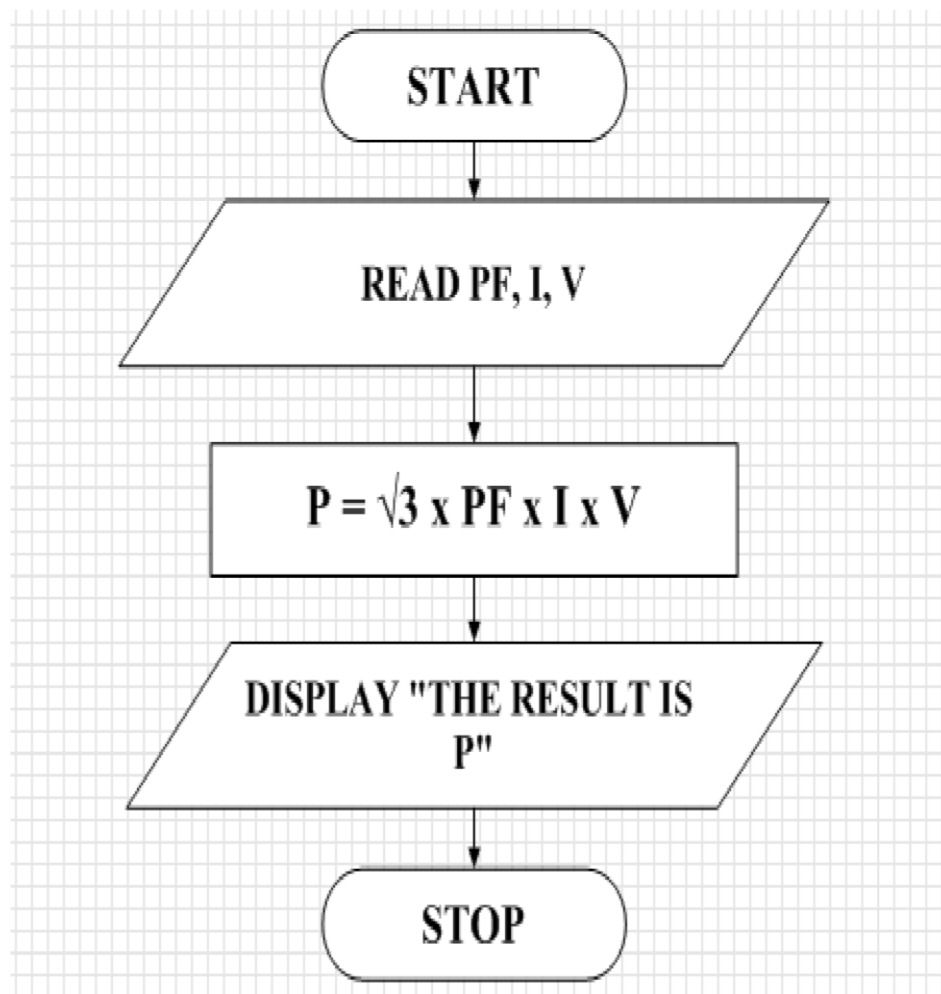 START
READ PF, I, V
P = √3 x PF x I x V
DISPLAY "THE RESULT IS
P"
STOP